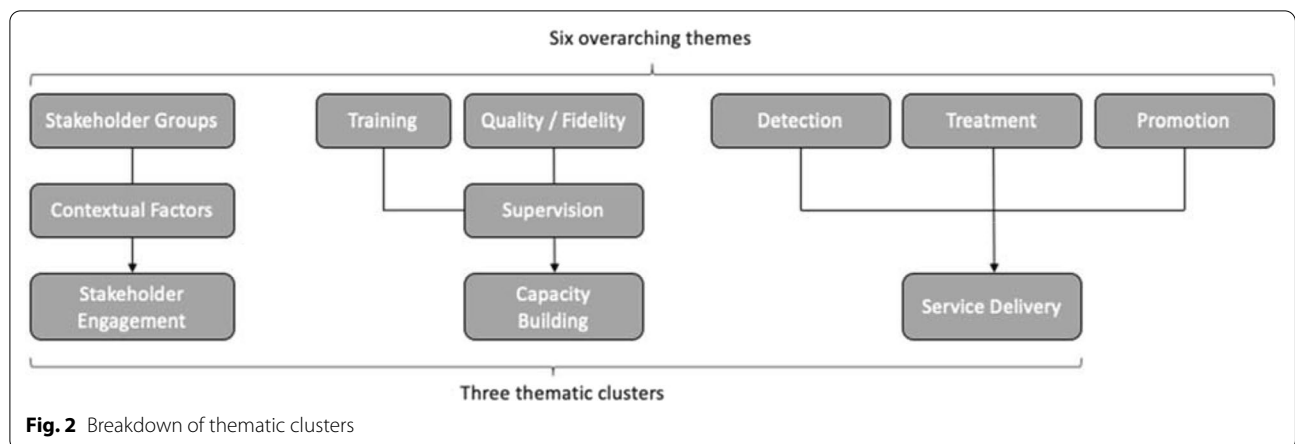 Six overarching themes
Stakeholder Groups
Training
Quality / Fidelity
Detection
Treatment
Promotion
Contextual Factors
Supervision
Stakeholder
Engagement
Capacity
Building
Service Delivery
Three thematic clusters
Fig. 2 Breakdown of thematic clusters